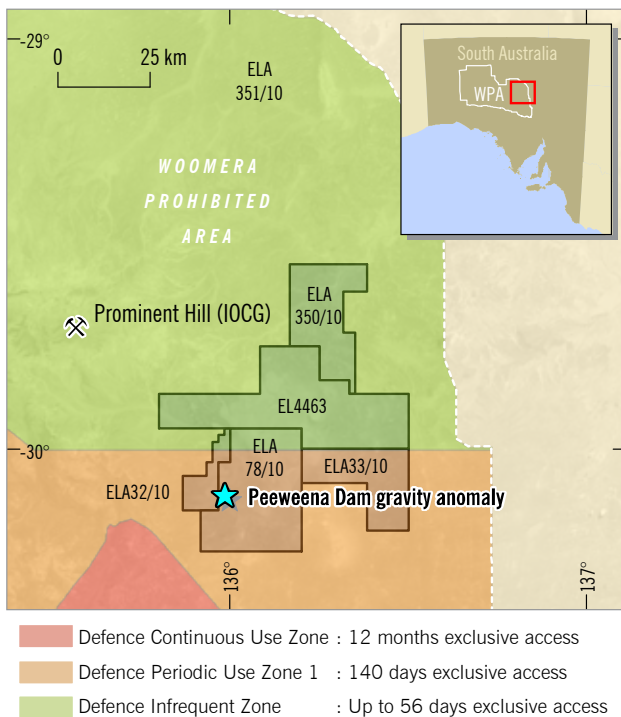 -29°
0
25 km
ELA
351/10
South Australia
WPA
WOOMERA
PROHIBITED
AREA
ELA
350/10
Prominent Hill (IOCG)
EL4463
-30°
ELA
78/10
ELA33/10
ELA32/10
Peeweena Dam gravity anomaly
136°
137°
Defence Continuous Use Zone : 12 months exclusive access
Defence Periodic Use Zone 1 : 140 days exclusive access
Defence Infrequent Zone : Up to 56 days exclusive access